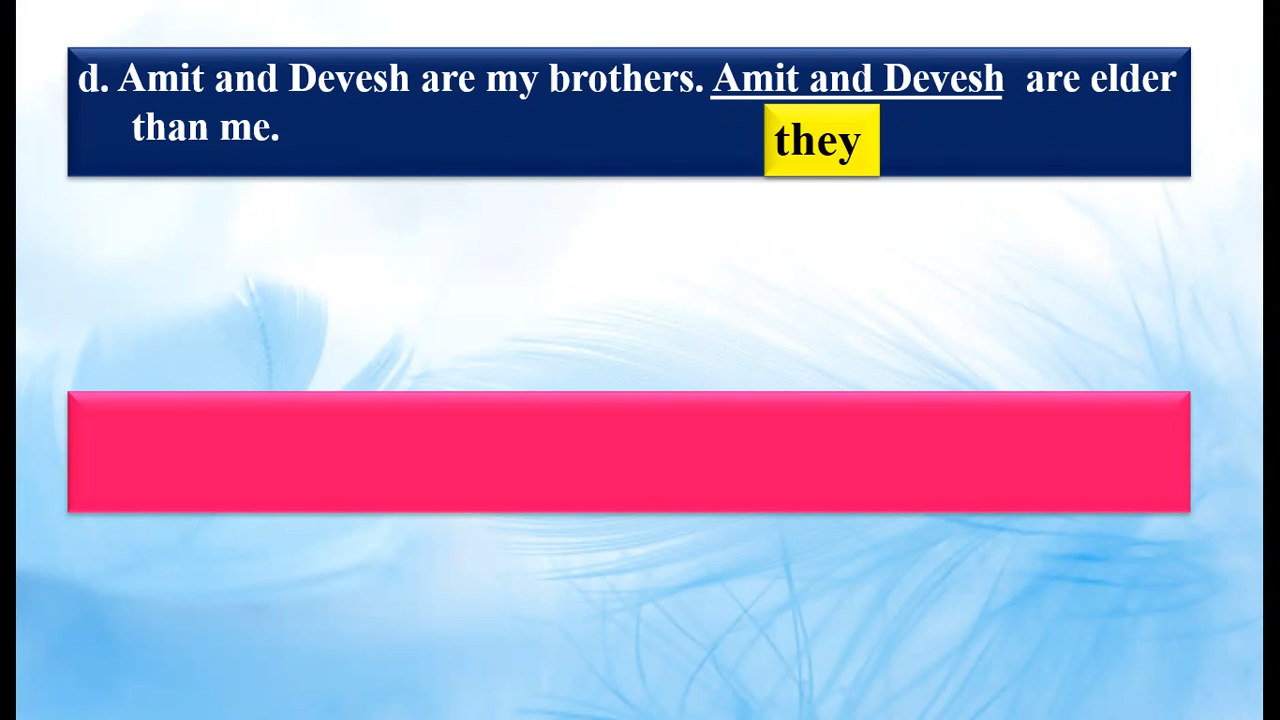 d. Amit and Devesh are my brothers. Amit and Devesh are elder
than me.
they